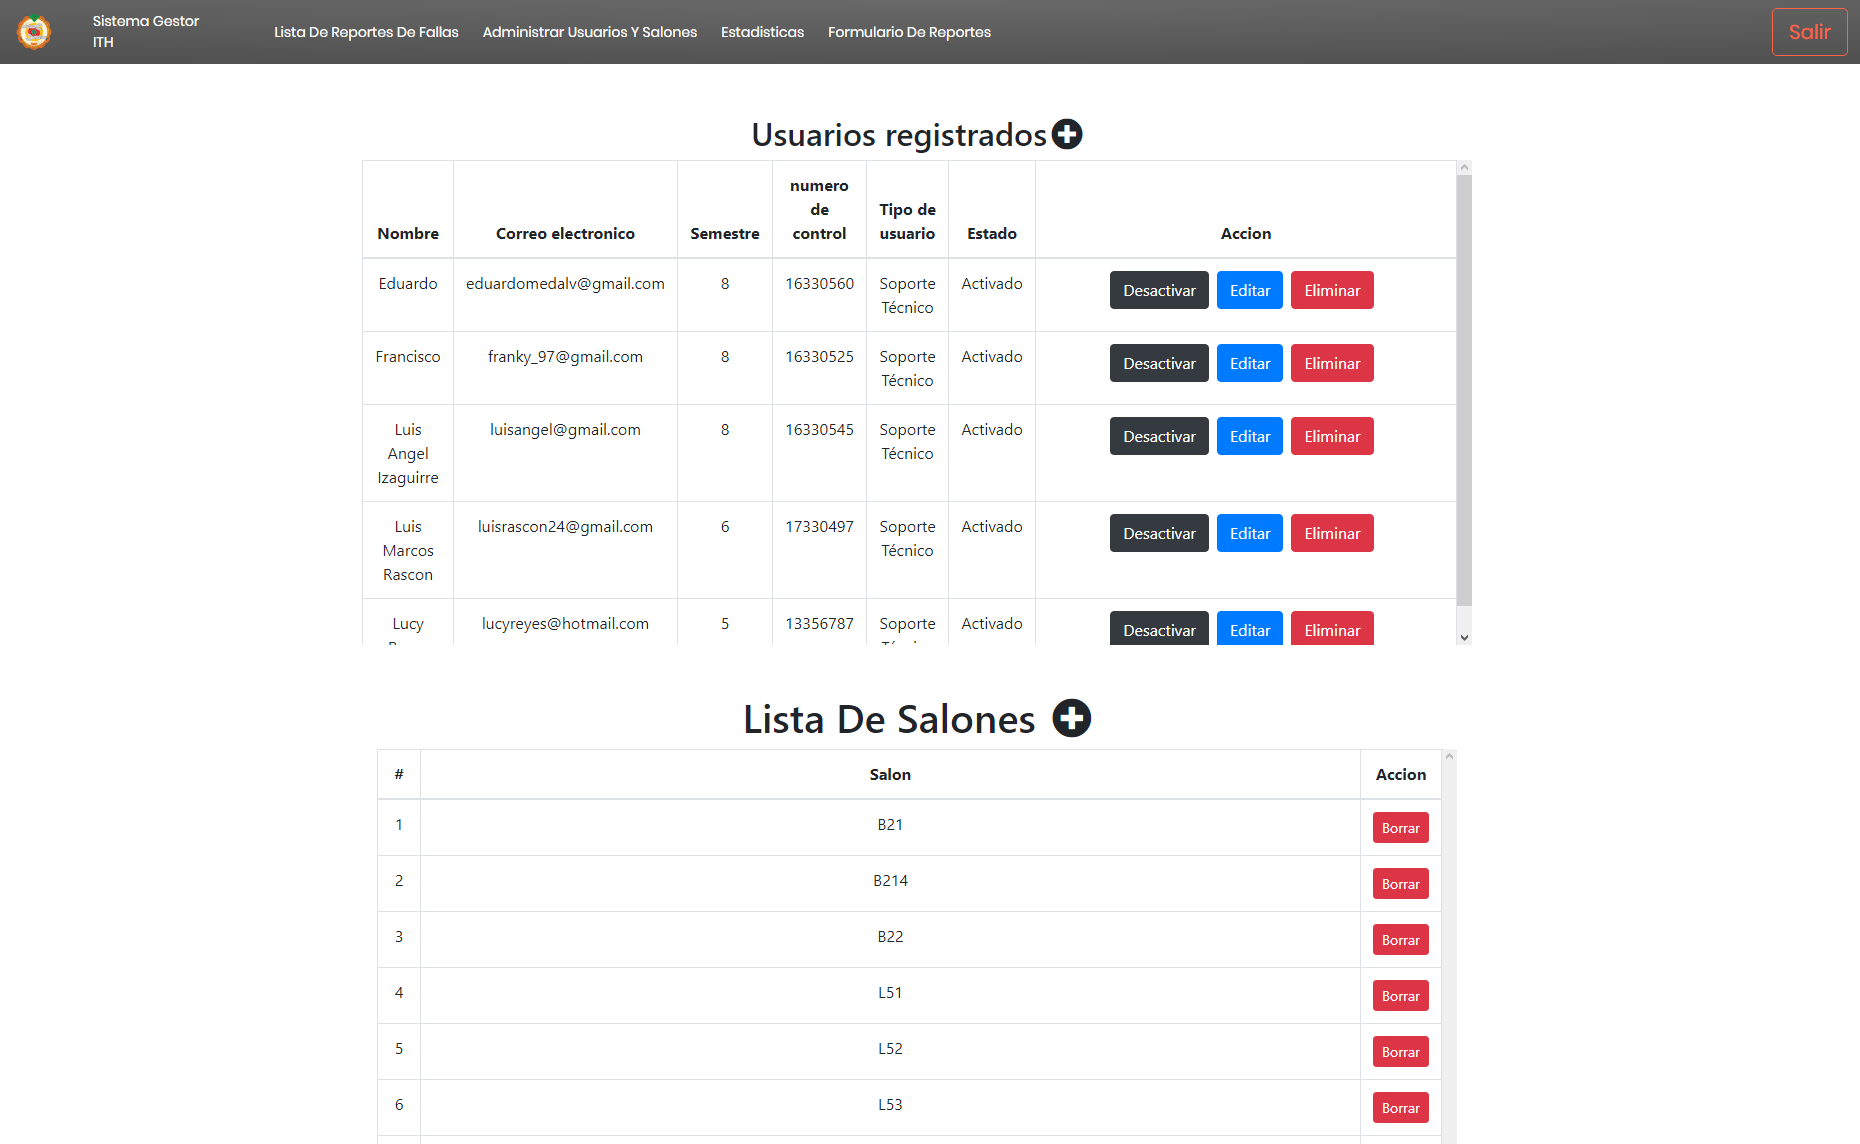 Sistema Gestor
ITH
Lista De Reportes De Fallas
Administrar Usuarios Y Salones
Estadisticas
Formulario De Reportes
Salir
Usuarios registrados
Nombre
Correo electronico
Semestre
numero
de
control
Tipo de
usuario
Estado
Accion
Eduardo
eduardomedalv@gmail.com
8
16330560
Soporte
Técnico
Activado
Desactivar
Editar
Eliminar
Francisco
franky_97@gmail.com
8
16330525
Soporte
Técnico
Activado
Desactivar
Editar
Eliminar
Luis
Angel
Izaguirre
luisangel@gmail.com
8
16330545
Soporte
Técnico
Activado
Desactivar
Editar
Eliminar
Luis
Marcos
Rascon
luisrascon24@gmail.com
6
17330497
Soporte
Técnico
Activado
Desactivar
Editar
Eliminar
Lucy
lucyreyes@hotmail.com
5
13356787
Soporte
Activado
Desactivar
Editar
Eliminar
Lista De Salones
#
Salon
Accion
1
B21
Borrar
2
B214
Borrar
3
B22
Borrar
4
L51
Borrar
5
L52
Borrar
6
L53
Borrar